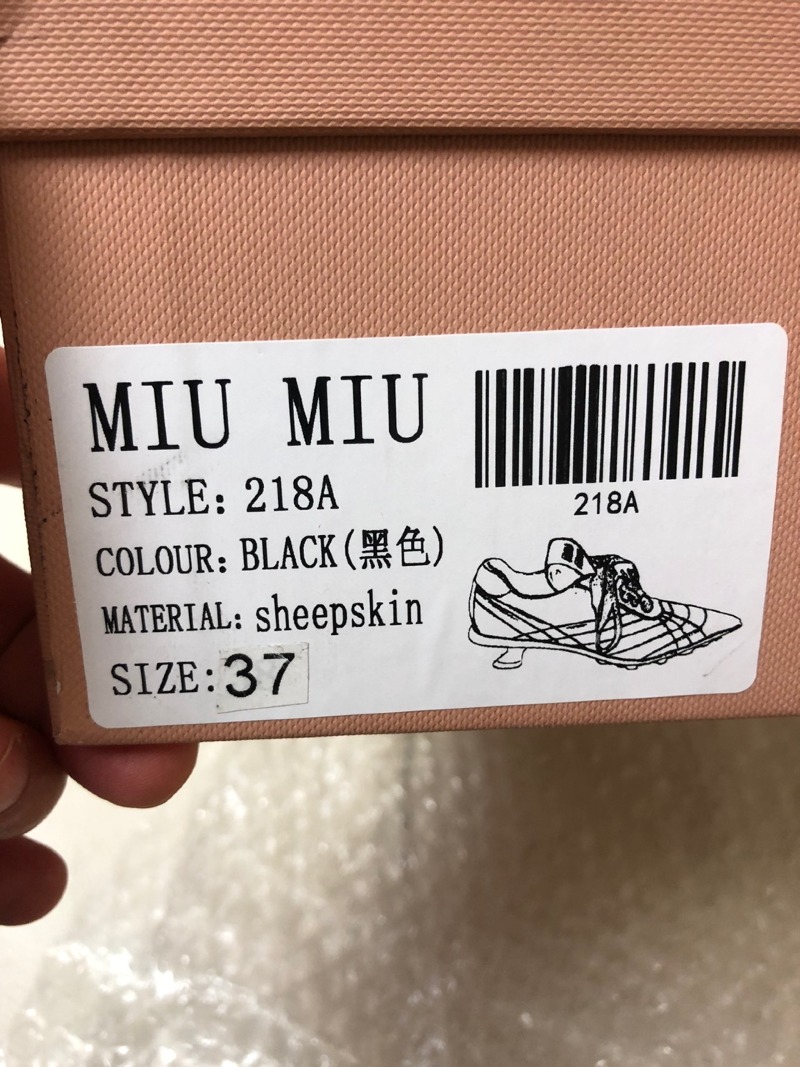 MIU MIU
STYLE: 218A
COLOUR: BLACK(黑色)
MATERIAL: sheepskin
SIZE: 37
218A